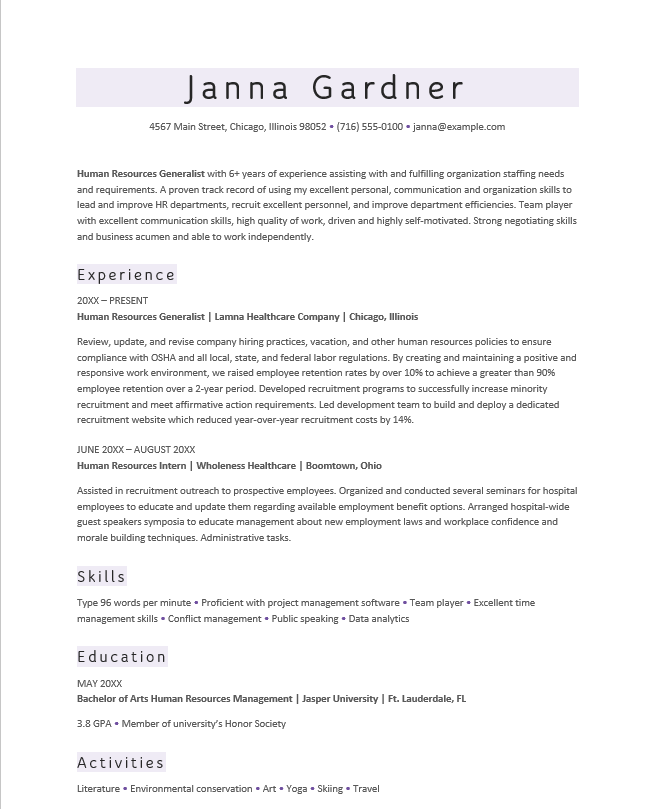 Janna Gardner
4567 Main Street, Chicago, Illinois 98052 • (716) 555-0100 • janna@example.com
Human Resources Generalist with 6+ years of experience assisting with and fulfilling organization staffing needs
and requirements. A proven track record of using my excellent personal, communication and organization skills to
lead and improve HR departments, recruit excellent personnel, and improve department efficiencies. Team player
with excellent communication skills, high quality of work, driven and highly self-motivated. Strong negotiating skills
and business acumen and able to work independently.
Experience
20XX – PRESENT
Human Resources Generalist | Lamna Healthcare Company | Chicago, Illinois
Review, update, and revise company hiring practices, vacation, and other human resources policies to ensure
compliance with OSHA and all local, state, and federal labor regulations. By creating and maintaining a positive and
responsive work environment, we raised employee retention rates by over 10% to achieve a greater than 90%
employee retention over a 2-year period. Developed recruitment programs to successfully increase minority
recruitment and meet affirmative action requirements. Led development team to build and deploy a dedicated
recruitment website which reduced year-over-year recruitment costs by 14%.
JUNE 20XX – AUGUST 20XX
Human Resources Intern | Wholeness Healthcare | Boomtown, Ohio
Assisted in recruitment outreach to prospective employees. Organized and conducted several seminars for hospital
employees to educate and update them regarding available employment benefit options. Arranged hospital-wide
guest speakers symposia to educate management about new employment laws and workplace confidence and
morale building techniques. Administrative tasks.
Skills
Type 96 words per minute • Proficient with project management software • Team player • Excellent time
management skills • Conflict management • Public speaking • Data analytics
Education
MAY 20XX
Bachelor of Arts Human Resources Management | Jasper University | Ft. Lauderdale, FL
3.8 GPA • Member of university’s Honor Society
Activities
Literature • Environmental conservation • Art • Yoga • Skiing • Travel